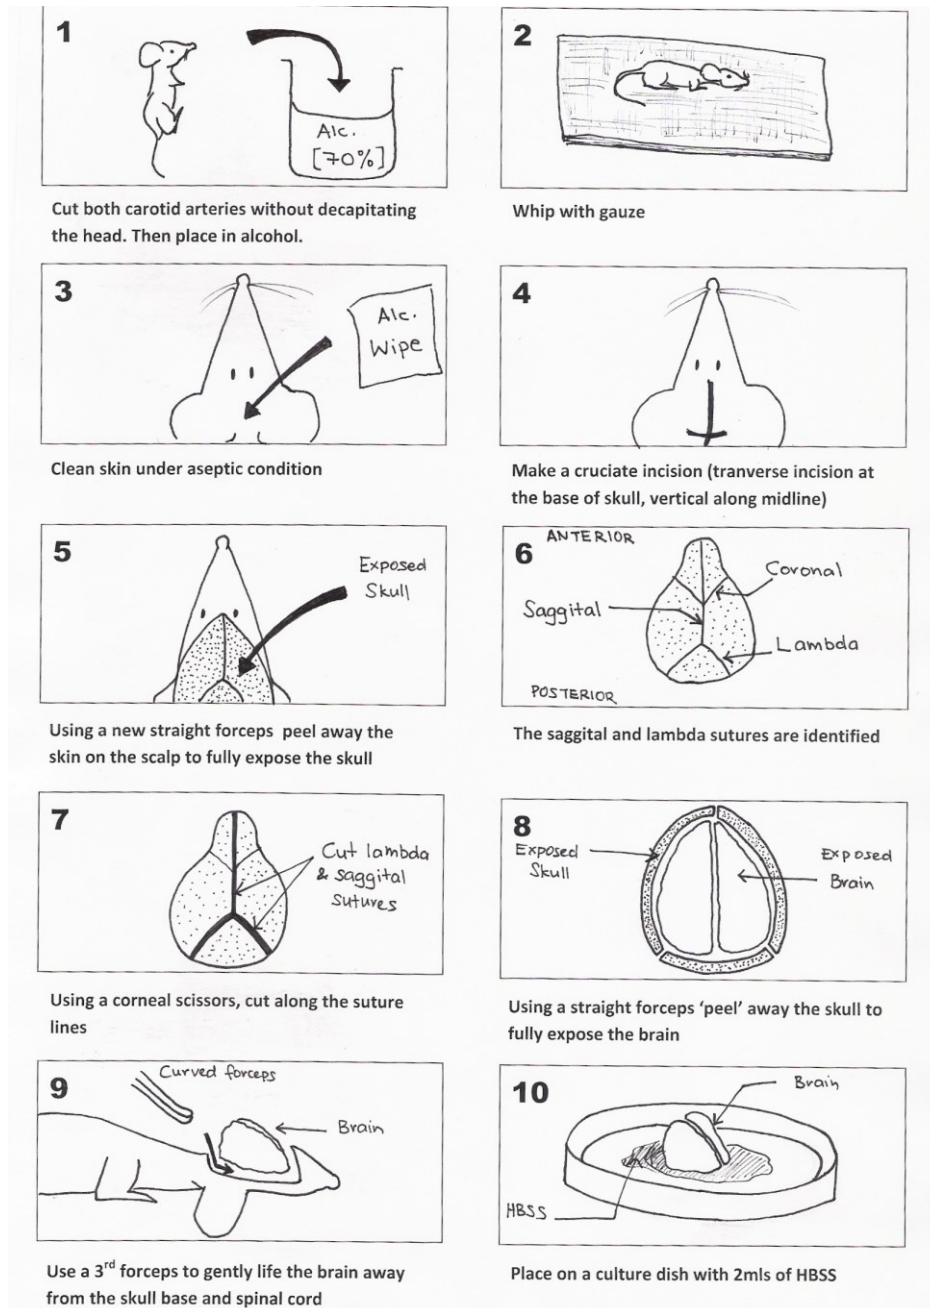 1
Alc.
[70%]
Cut both carotid arteries without decapitating
the head. Then place in alcohol.
2
Whip with gauze
3
Alc.
Wipe
Clean skin under aseptic condition
4
Make a cruciate incision (tranverse incision at
the base of skull, vertical along midline)
5
Exposed
Skull
Using a new straight forceps peel away the
skin on the scalp to fully expose the skull
6
ANTERIOR
Coronal
Saggital
Lambda
POSTERIOR
The saggital and lambda sutures are identified
7
Cut lambda
& saggital
sutures
Using a corneal scissors, cut along the suture
lines
8
Exposed
Skull
Exposed
Brain
Using a straight forceps ‘peel’ away the skull to
fully expose the brain
9
Curved forceps
Brain
Use a 3rd forceps to gently life the brain away
from the skull base and spinal cord
10
Brain
HBSS
Place on a culture dish with 2mls of HBSS